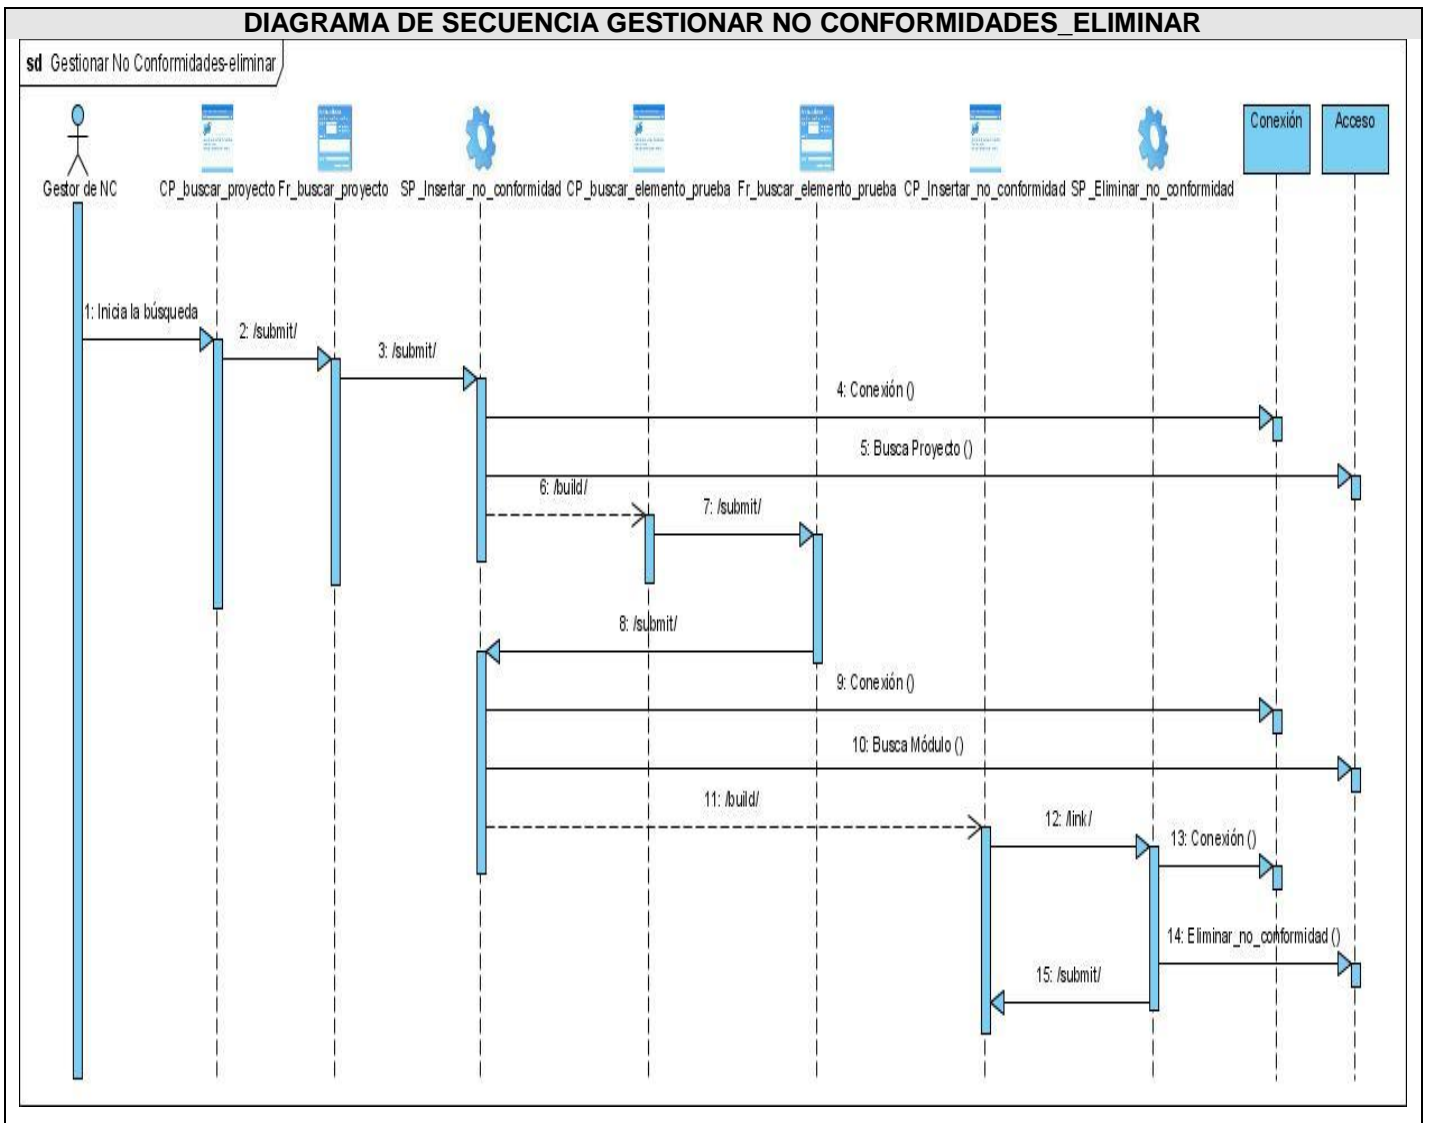 DIAGRAMA DE SECUENCIA GESTIONAR NO CONFORMIDADES_ELIMINAR
sd Gestionar No Conformidades-eliminar
Conexión
Acceso
Gestor de NC
CP_buscar_proyecto
Fr_buscar_proyecto
SP_Insertar_no_conformidad
CP_buscar_elemento_prueba
Fr_buscar_elemento_prueba
CP_Insertar_no_conformidad
SP_Eliminar_no_conformidad
1: Inicia la búsqueda
2: /submit/
3: /submit/
4: Conexión ()
5: Busca Proyecto ()
6: /build/
7: /submit/
8: /submit/
9: Conexión ()
10: Busca Módulo ()
11: /build/
12: /link/
13: Conexión ()
14: Eliminar_no_conformidad ()
15: /submit/